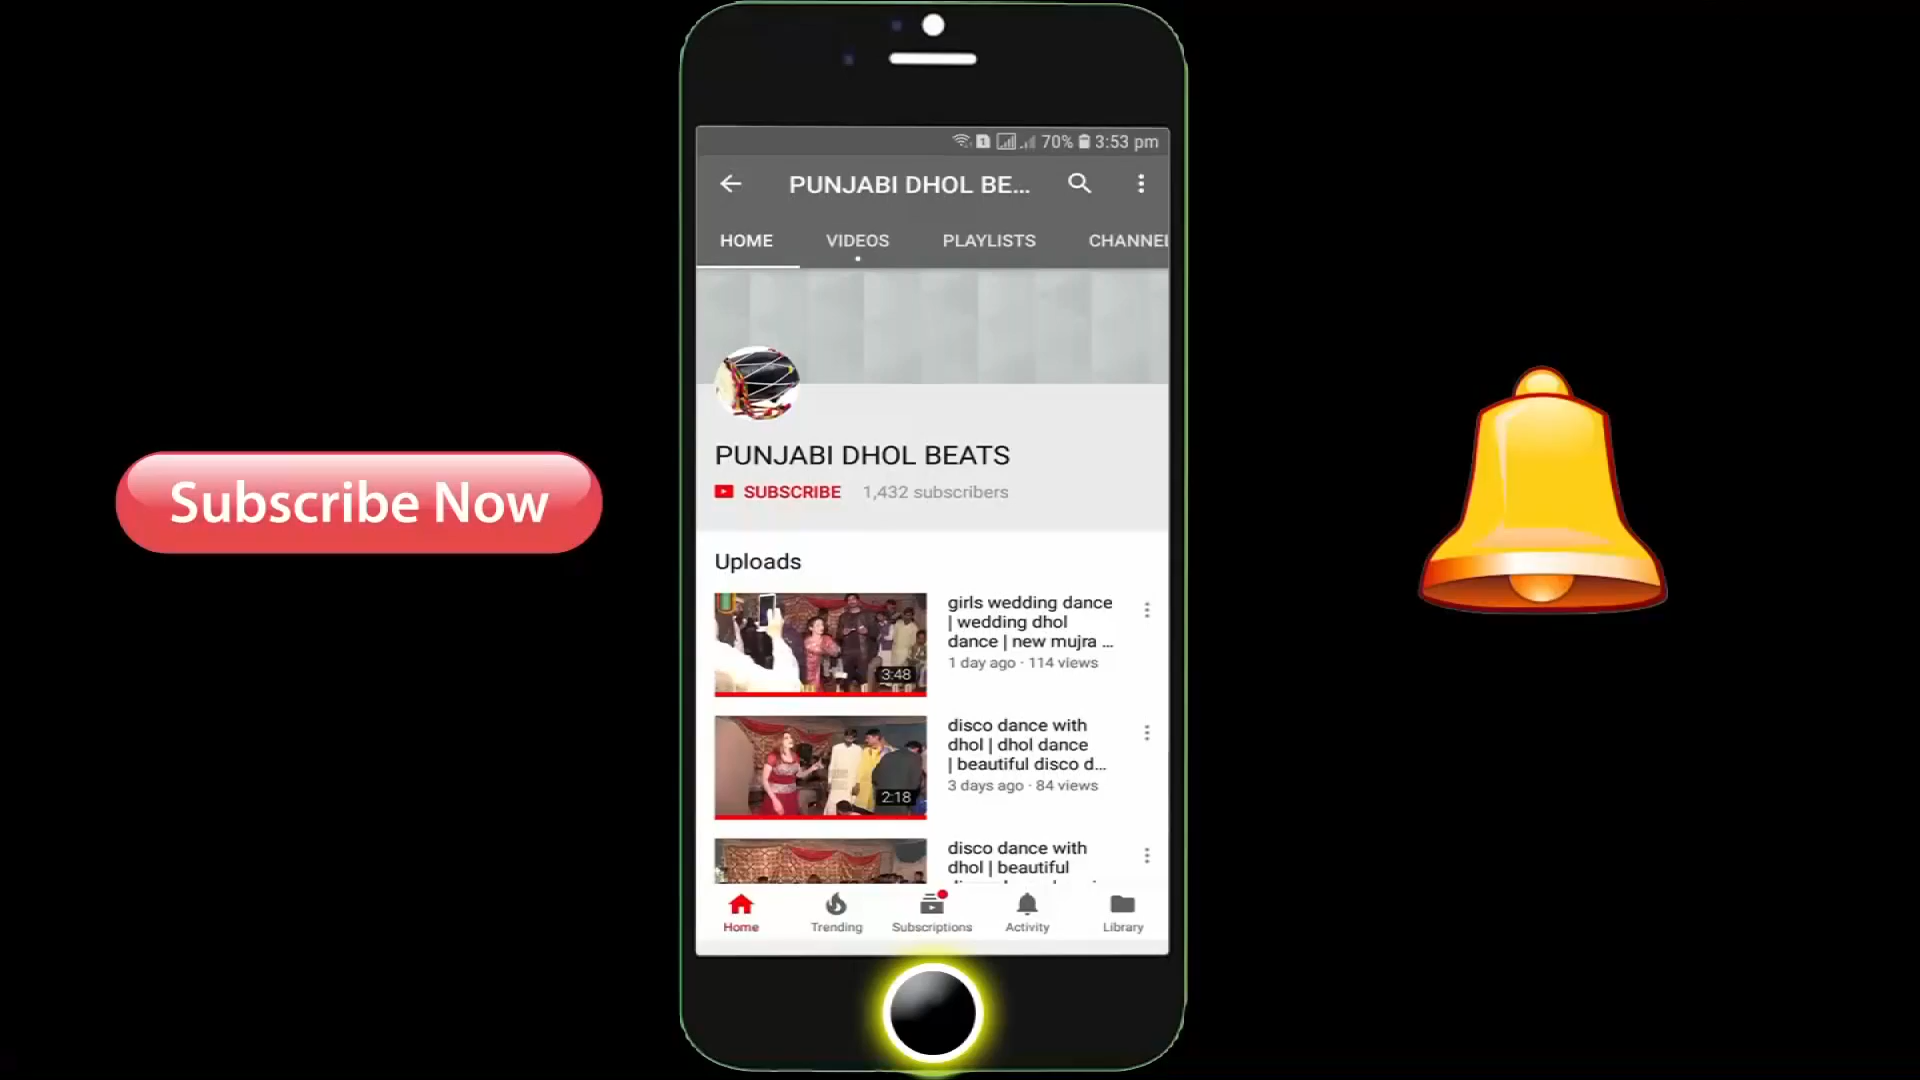 70% 3:53 pm
PUNJABI DHOL BE...
HOME VIDEOS PLAYLISTS CHANNEL
PUNJABI DHOL BEATS
SUBSCRIBE 1,432 subscribers
Subscribe Now
Uploads
girls wedding dance
| wedding dhol
dance | new mujra ...
1 day ago · 114 views
3:48
disco dance with
dhol | dhol dance
| beautiful disco d...
3 days ago · 84 views
2:18
disco dance with
dhol | beautiful
Home Trending Subscriptions Activity Library